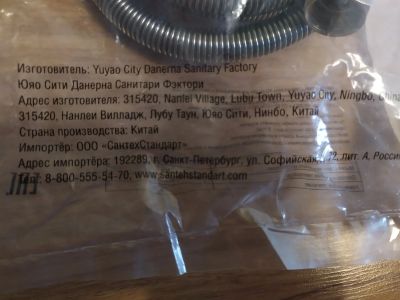 Изготовитель: Yuyao City Danerna Sanitary Factory
Юяо Сити Данерна Санитари Фэктори
Адрес изготовителя: 315420, Nanlei Village, Lubu Town, Yuyao City, Ningbo, China
315420, Нанлеи Вилладж, Лубу Таун, Юяо Сити, Нинбо, Китай
Страна производства: Китай
Импортёр: ООО «СантехСтандарт»
Адрес импортёра: 192289, г. Санкт-Петербург, ул. Софийская, 72, лит. А, Россия
Тел.: 8-800-555-54-70, www.santehstandart.com